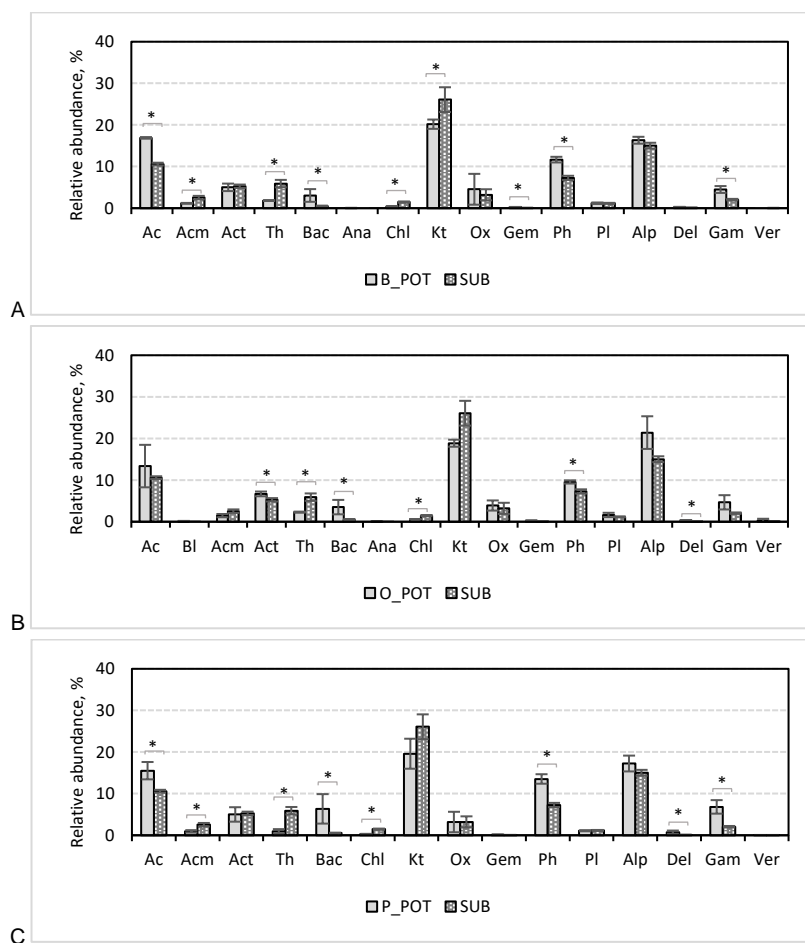 Relative abundance, %
40
30
20
10
0
* * * * * * * * *
Ac Acm Act Th Bac Ana Chl Kt Ox Gem Ph Pl Alp Del Gam Ver
B_POT SUB
A
Relative abundance, %
40
30
20
10
0
* * * * * *
Ac Bl Acm Act Th Bac Ana Chl Kt Ox Gem Ph Pl Alp Del Gam Ver
O_POT SUB
B
Relative abundance, %
40
30
20
10
0
* * * * * * * *
Ac Acm Act Th Bac Chl Kt Ox Gem Ph Pl Alp Del Gam Ver
P_POT SUB
C